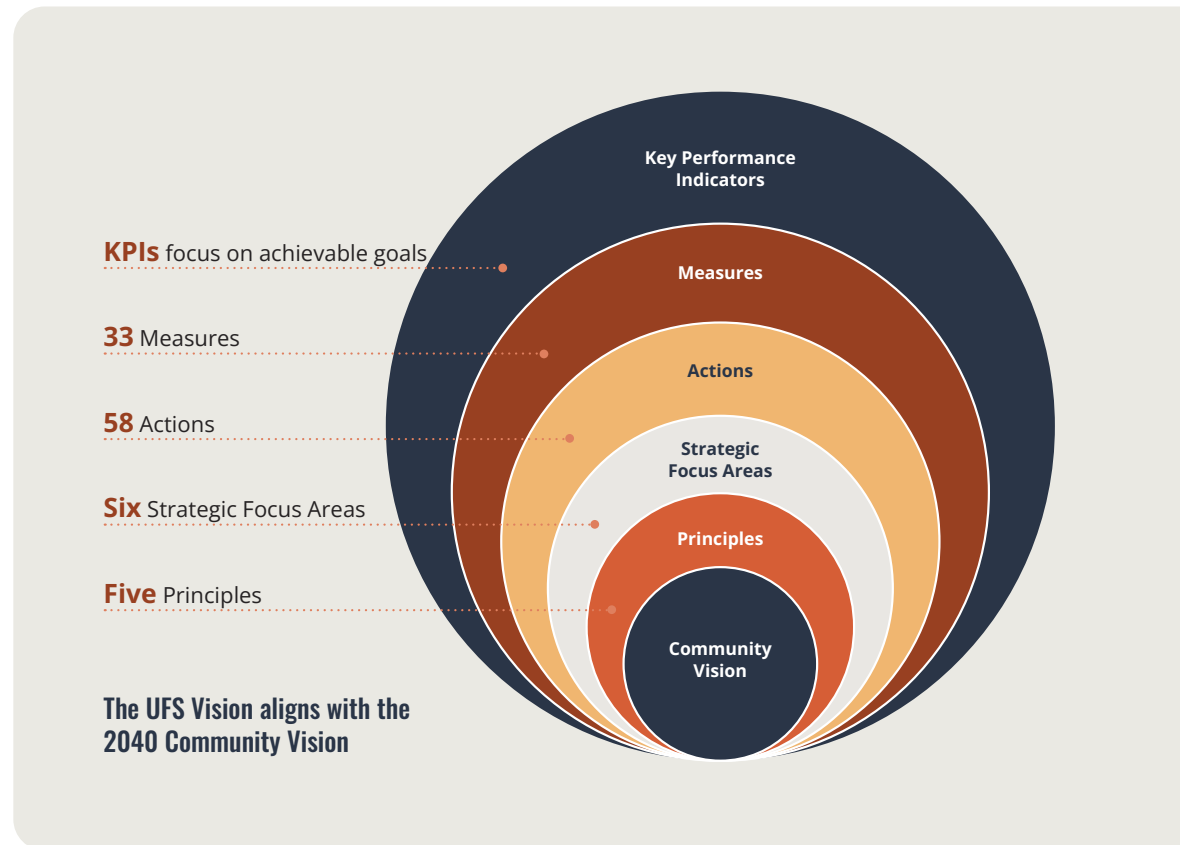 Key Performance
Indicators
KPIs focus on achievable goals
Measures
33 Measures
Actions
58 Actions
Strategic
Focus Areas
Six Strategic Focus Areas
Principles
Five Principles
Community
Vision
The UFS Vision aligns with the
2040 Community Vision